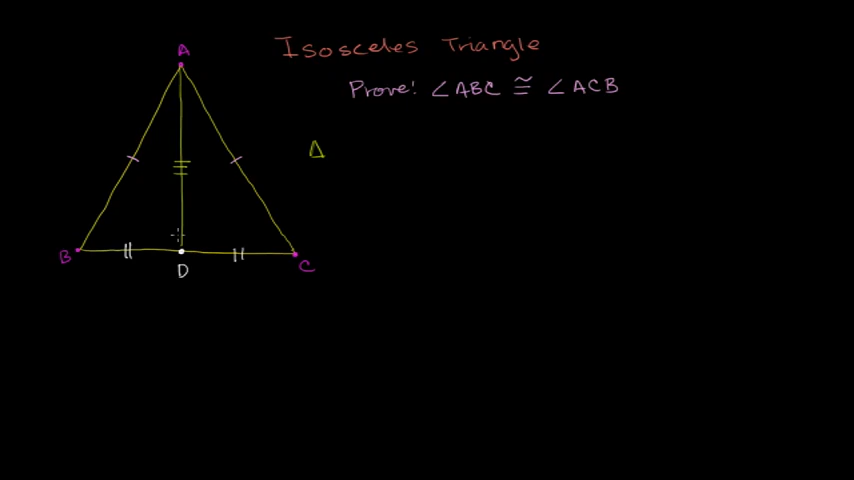 A
Isosceles Triangle
Prove: ∠ABC ≅ ∠ACB
Δ
B
D
C